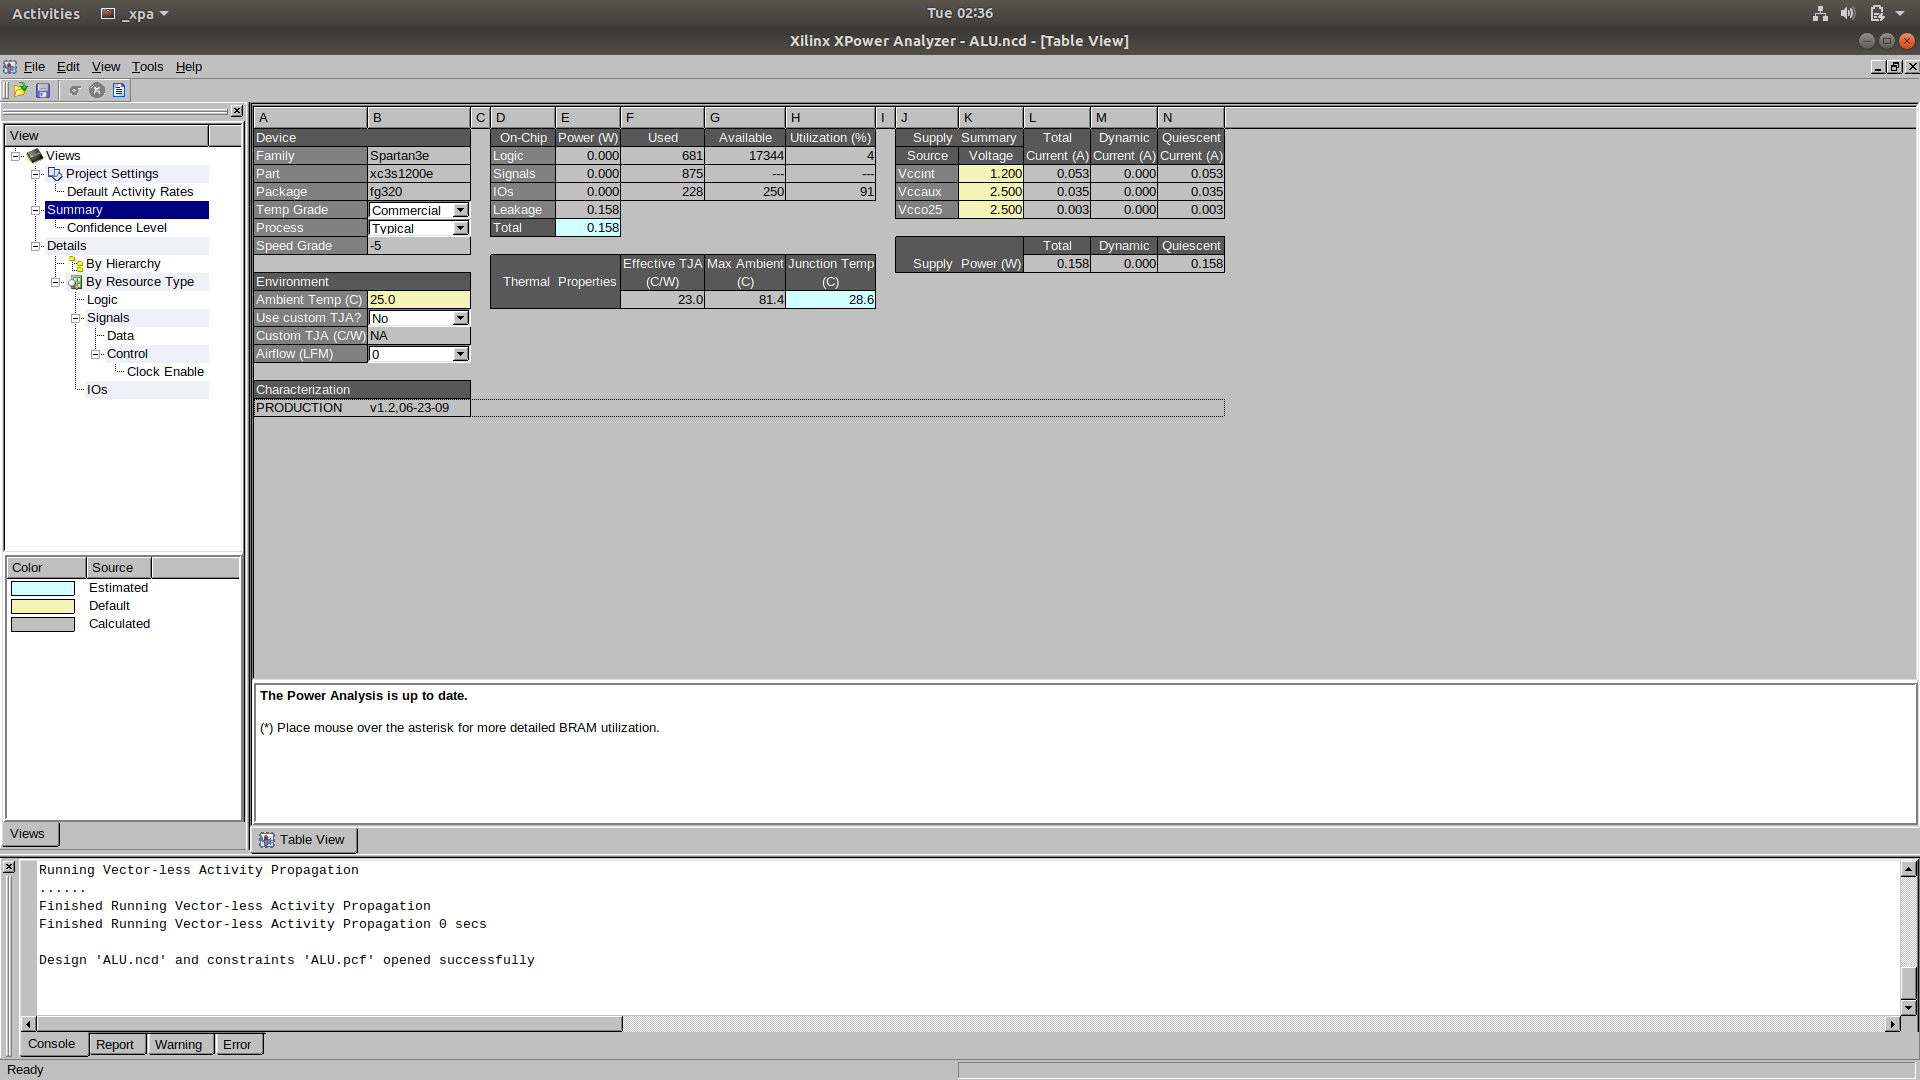 Activities _xpa Tue 02:36
Xilinx XPower Analyzer - ALU.ncd - [Table View]
File Edit View Tools Help
View
Views
Project Settings
Default Activity Rates
Summary
Confidence Level
Details
By Hierarchy
By Resource Type
Logic
Signals
Data
Control
Clock Enable
IOs
Color Source
Estimated
Default
Calculated
Views
A B C D E F G H I J K L M N
Device
Family Spartan3e
Part xc3s1200e
Package fg320
Temp Grade Commercial
Process Typical
Speed Grade -5
Environment
Ambient Temp (C) 25.0
Use custom TJA? No
Custom TJA (C/W) NA
Airflow (LFM) 0
Characterization
PRODUCTION v1.2,06-23-09
On-Chip Power (W) Used Available Utilization (%)
Logic 0.000 681 17344 4
Signals 0.000 875 --- ---
IOs 0.000 228 250 91
Leakage 0.158
Total 0.158
Effective TJA Max Ambient Junction Temp
Thermal Properties (C/W) (C) (C)
23.0 81.4 28.6
Supply Summary Total Dynamic Quiescent
Source Voltage Current (A) Current (A) Current (A)
Vccint 1.200 0.053 0.000 0.053
Vccaux 2.500 0.035 0.000 0.035
Vcco25 2.500 0.003 0.000 0.003
Total Dynamic Quiescent
Supply Power (W) 0.158 0.000 0.158
The Power Analysis is up to date.
(*) Place mouse over the asterisk for more detailed BRAM utilization.
Table View
Running Vector-less Activity Propagation
......
Finished Running Vector-less Activity Propagation
Finished Running Vector-less Activity Propagation 0 secs
Design 'ALU.ncd' and constraints 'ALU.pcf' opened successfully
Console Report Warning Error
Ready